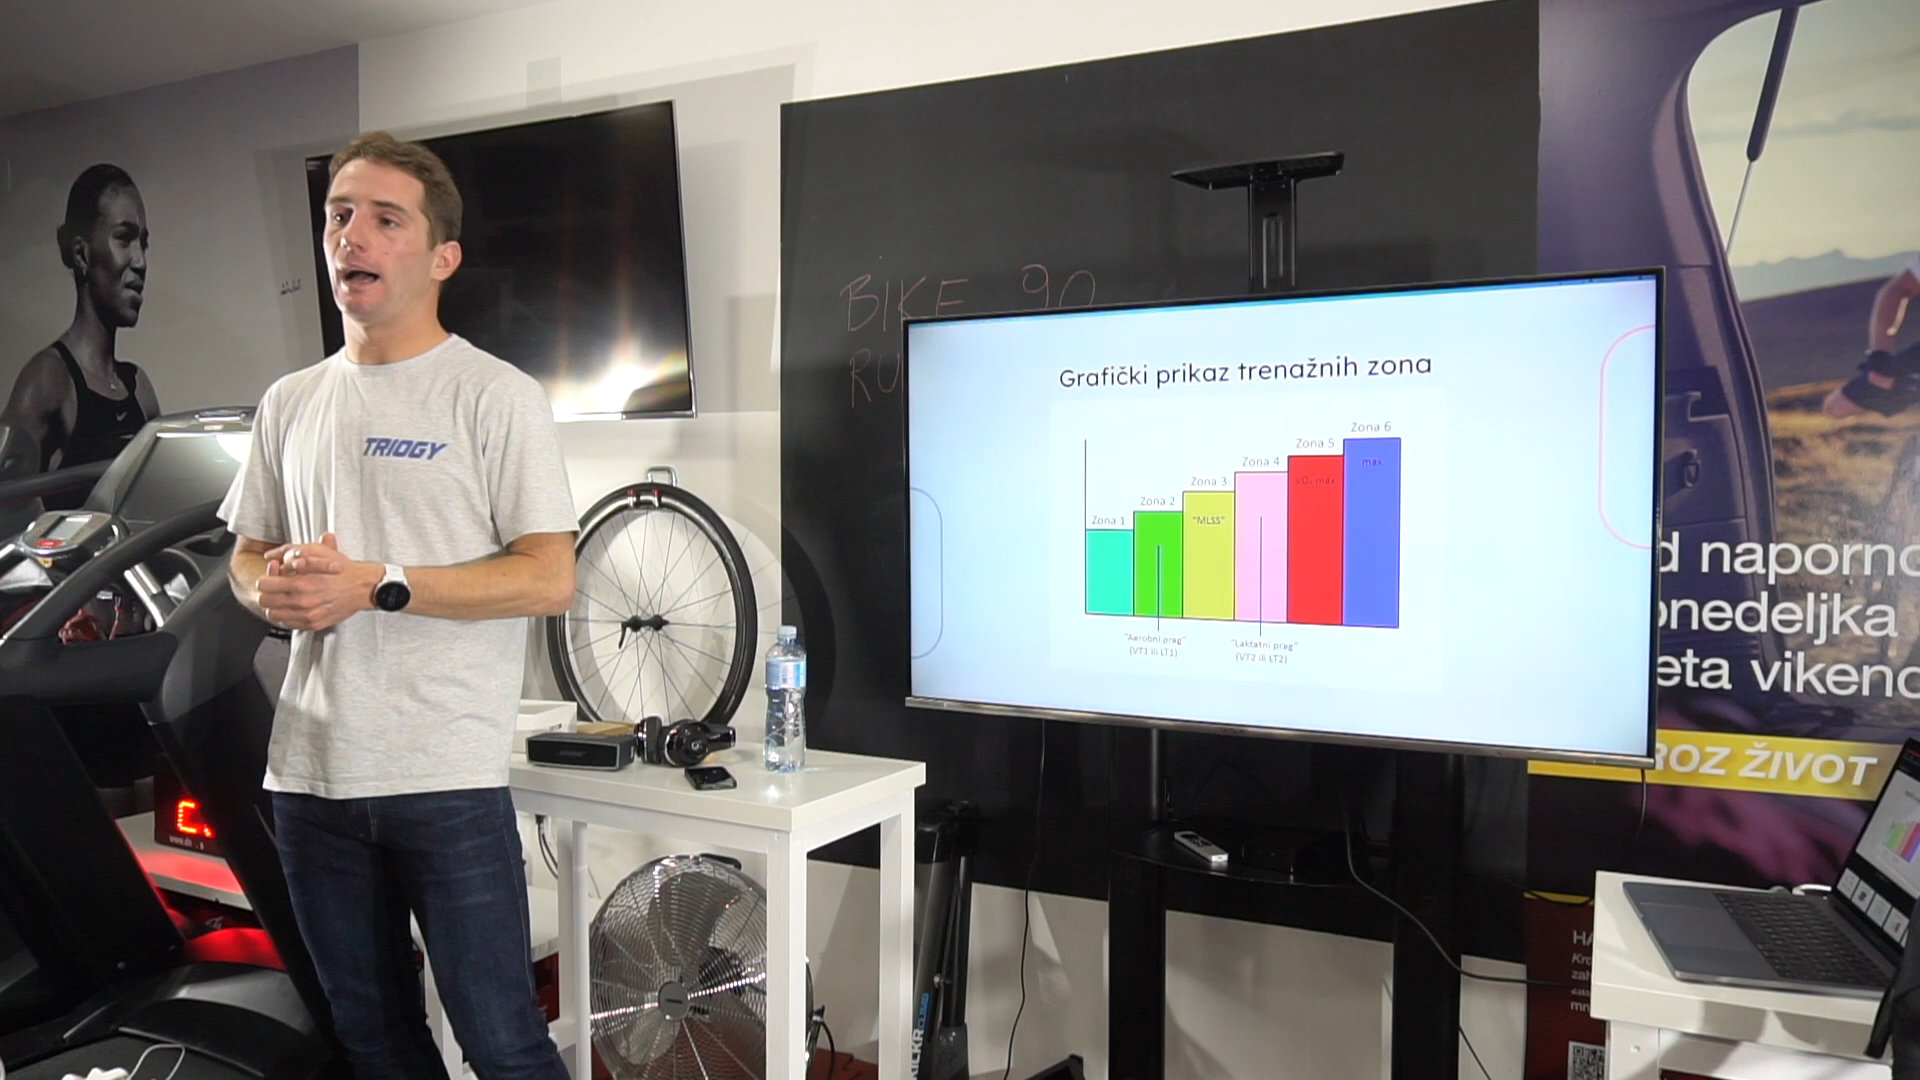 BIKE 90
RU
TRIOGY
Grafički prikaz trenažnih zona
Zona 1
Zona 2
Zona 3
Zona 4
Zona 5
Zona 6
"MLSS"
VO₂ max
max
"Aerobni prag"
(VT1 ili LT1)
"Laktatni prag"
(VT2 ili LT2)
d naporno
onedeljka
eta vikend
ROZ ŽIVOT
BOSE